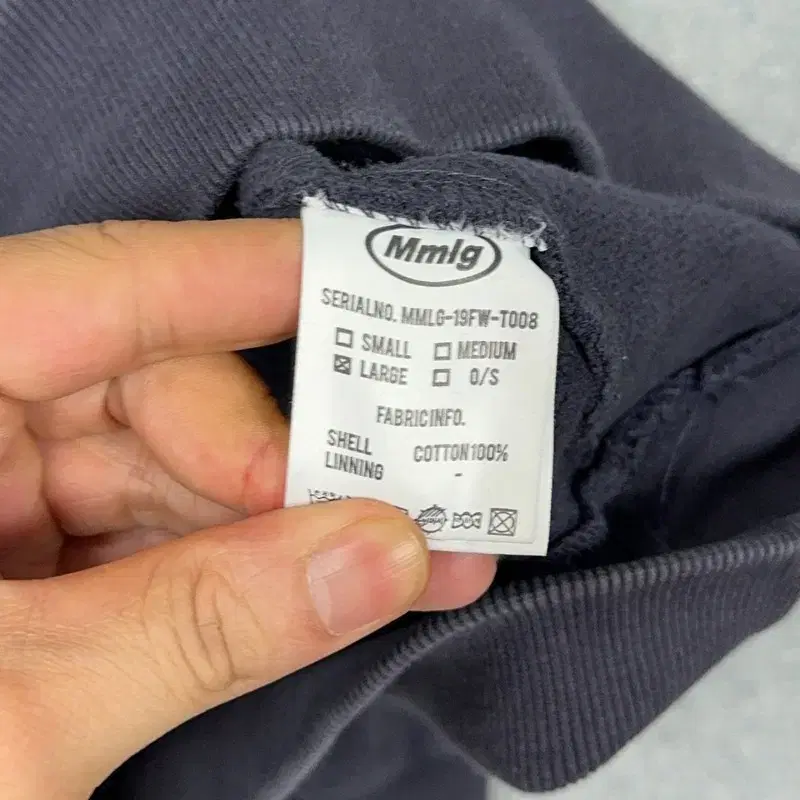 Mmlg
SERIALNO. MMLG-19FW-T008
☐ SMALL ☐ MEDIUM
☒ LARGE ☐ O/S
FABRICINFO.
SHELL COTTON100%
LINNING -